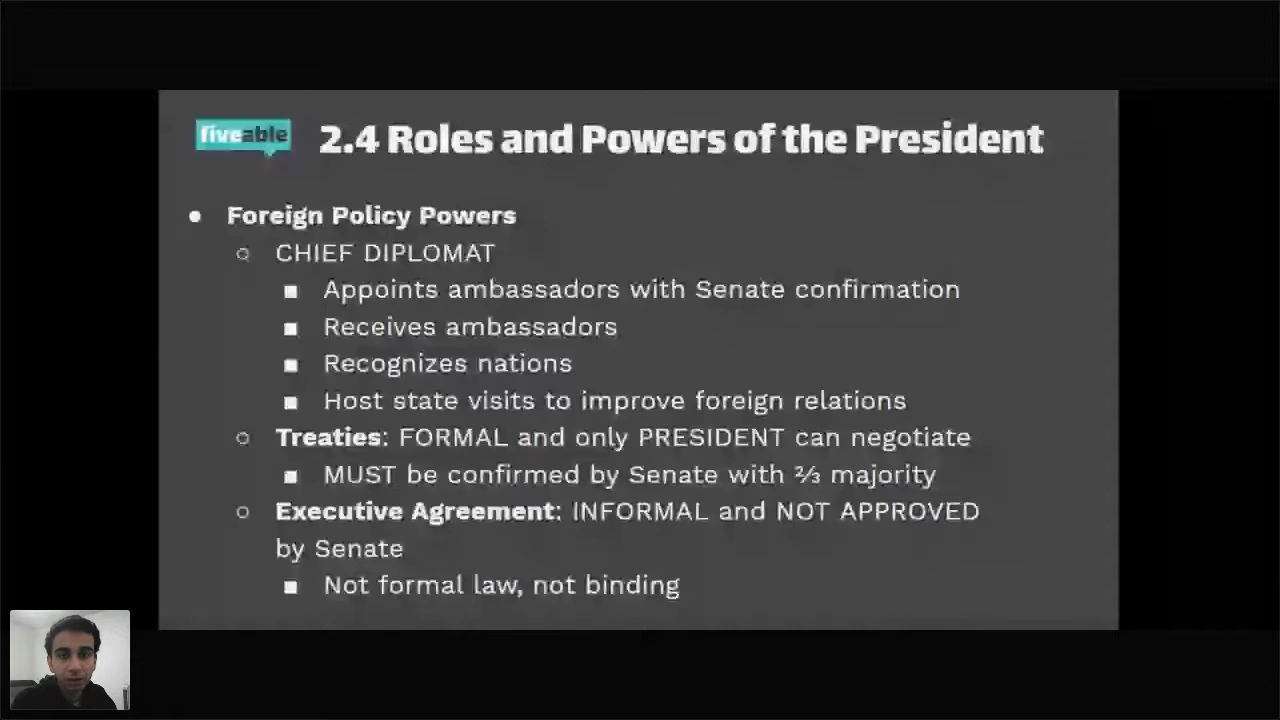 fiveable
2.4 Roles and Powers of the President
● Foreign Policy Powers
○ CHIEF DIPLOMAT
■ Appoints ambassadors with Senate confirmation
■ Receives ambassadors
■ Recognizes nations
■ Host state visits to improve foreign relations
○ Treaties: FORMAL and only PRESIDENT can negotiate
■ MUST be confirmed by Senate with ⅔ majority
○ Executive Agreement: INFORMAL and NOT APPROVED
by Senate
■ Not formal law, not binding